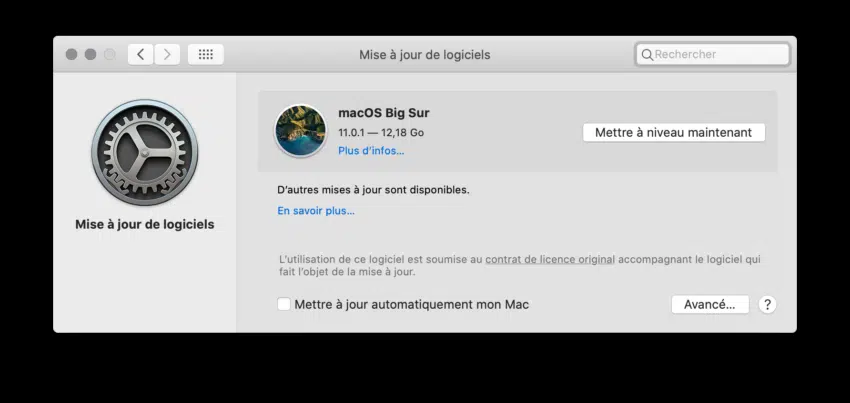 Mise à jour de logiciels
Rechercher
macOS Big Sur
11.0.1 — 12,18 Go
Plus d’infos...
Mettre à niveau maintenant
Mise à jour de logiciels
D’autres mises à jour sont disponibles.
En savoir plus...
L'utilisation de ce logiciel est soumise au contrat de licence original accompagnant le logiciel qui
fait l’objet de la mise à jour.
Mettre à jour automatiquement mon Mac
Avancé...
?